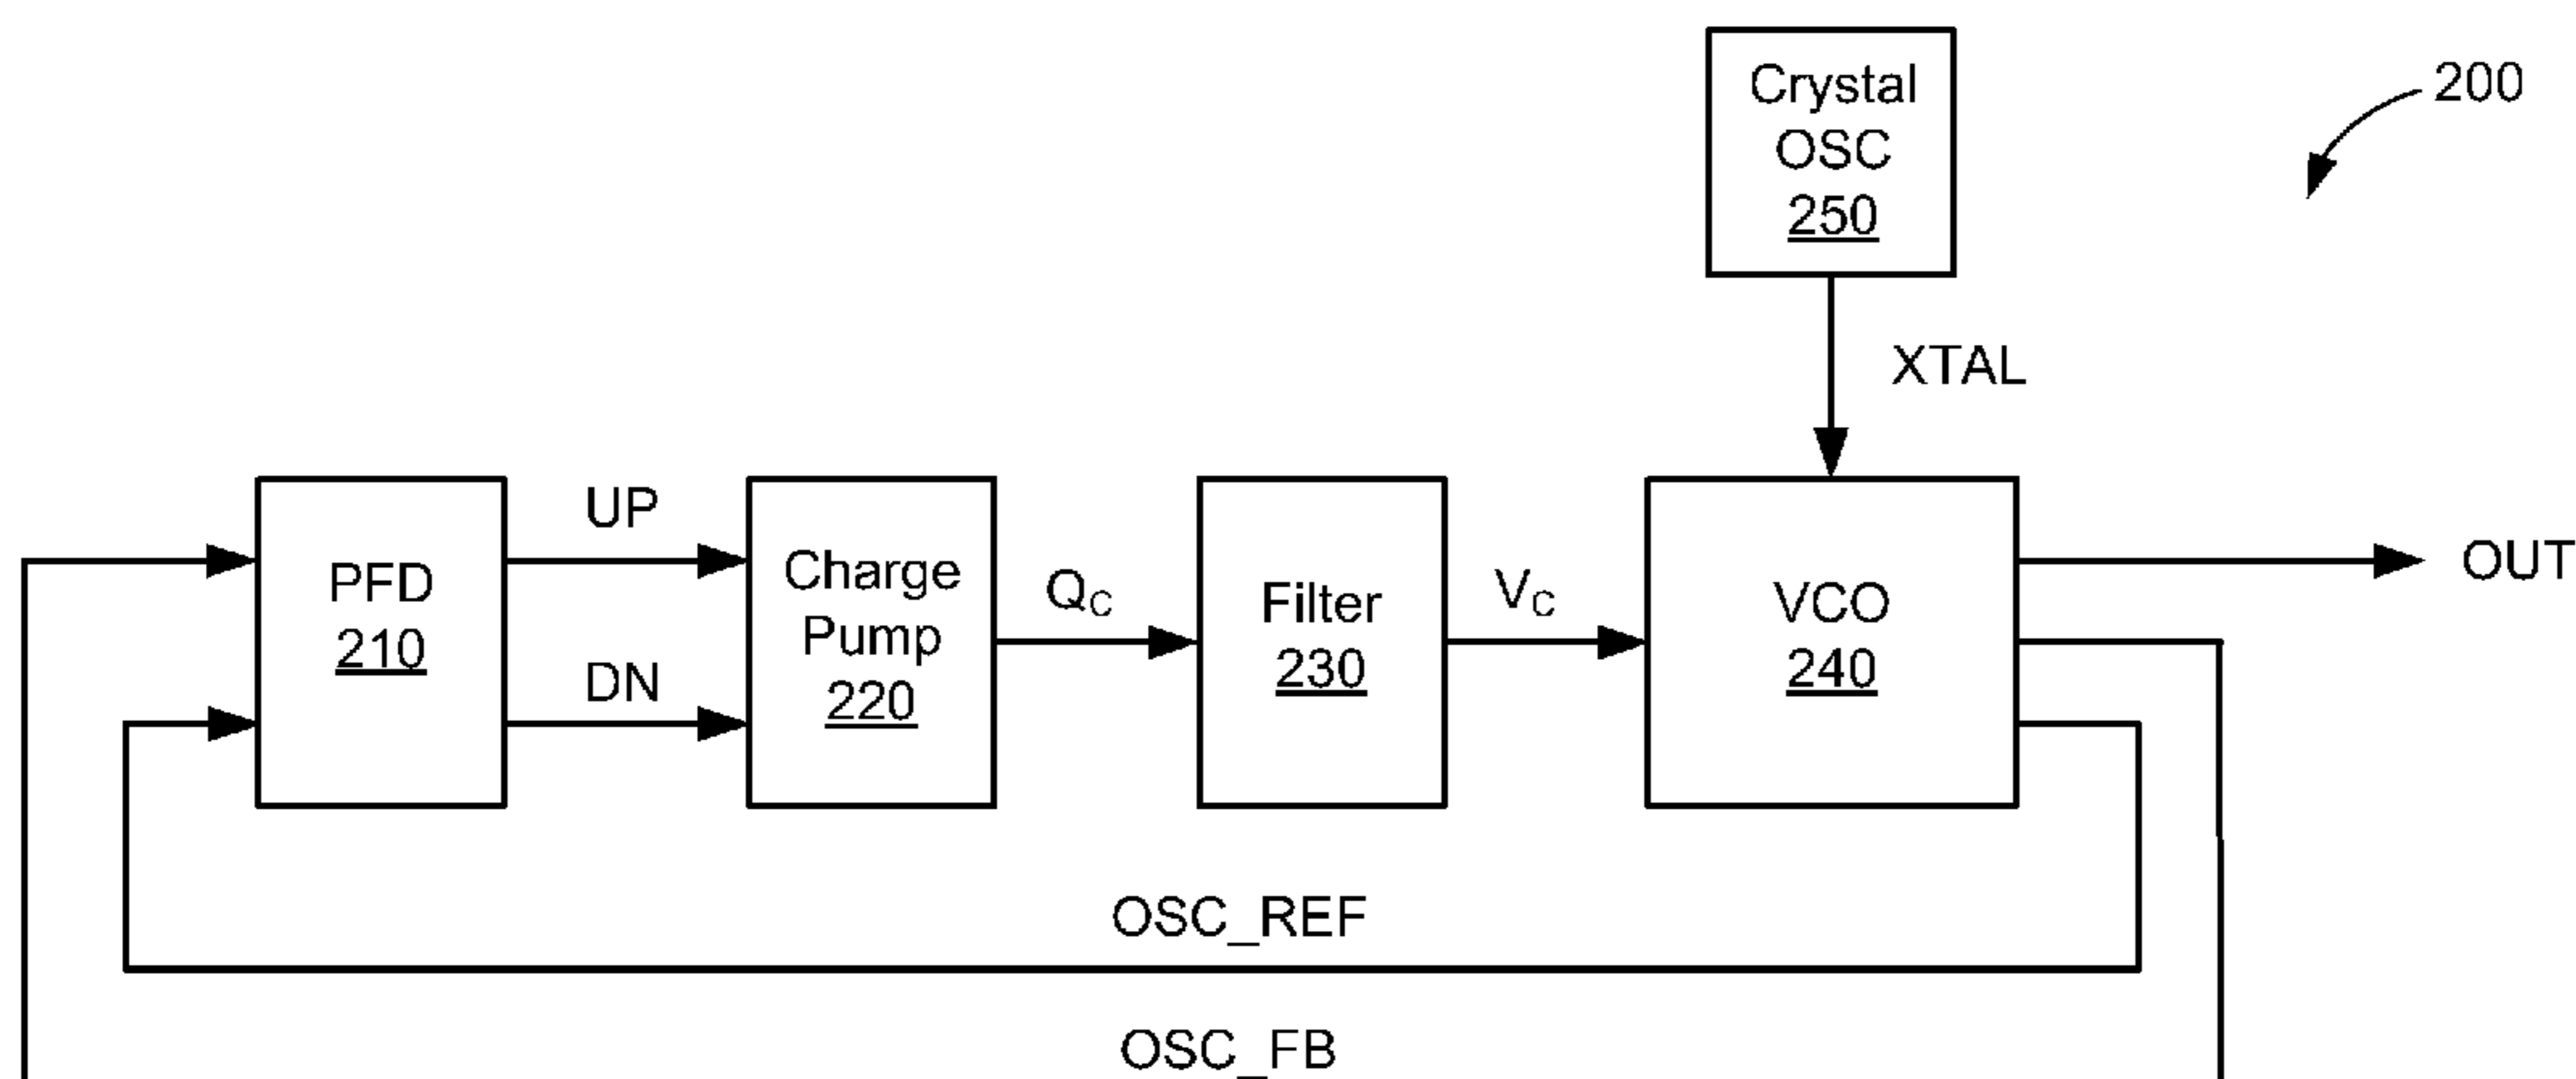 Crystal
OSC
250
200
XTAL
PFD
210
UP
DN
Charge
Pump
220
QC
Filter
230
VC
VCO
240
OUT
OSC_REF
OSC_FB